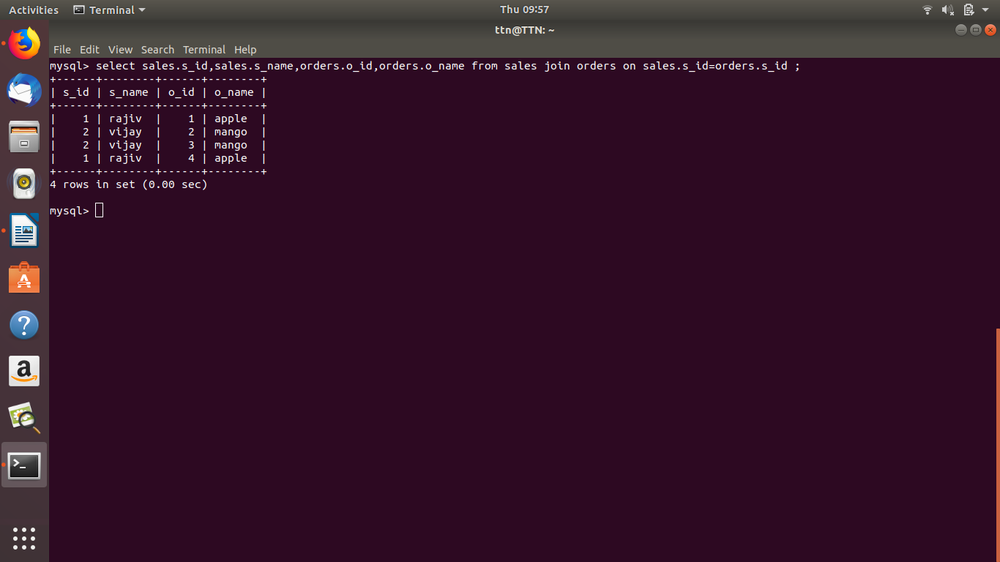 Activities Terminal Thu 09:57
ttn@TTN: ~
File Edit View Search Terminal Help
mysql> select sales.s_id,sales.s_name,orders.o_id,orders.o_name from sales join orders on sales.s_id=orders.s_id ;
+------+--------+------+--------+
| s_id | s_name | o_id | o_name |
+------+--------+------+--------+
|    1 | rajiv  |    1 | apple  |
|    2 | vijay  |    2 | mango  |
|    2 | vijay  |    3 | mango  |
|    1 | rajiv  |    4 | apple  |
+------+--------+------+--------+
4 rows in set (0.00 sec)
mysql>